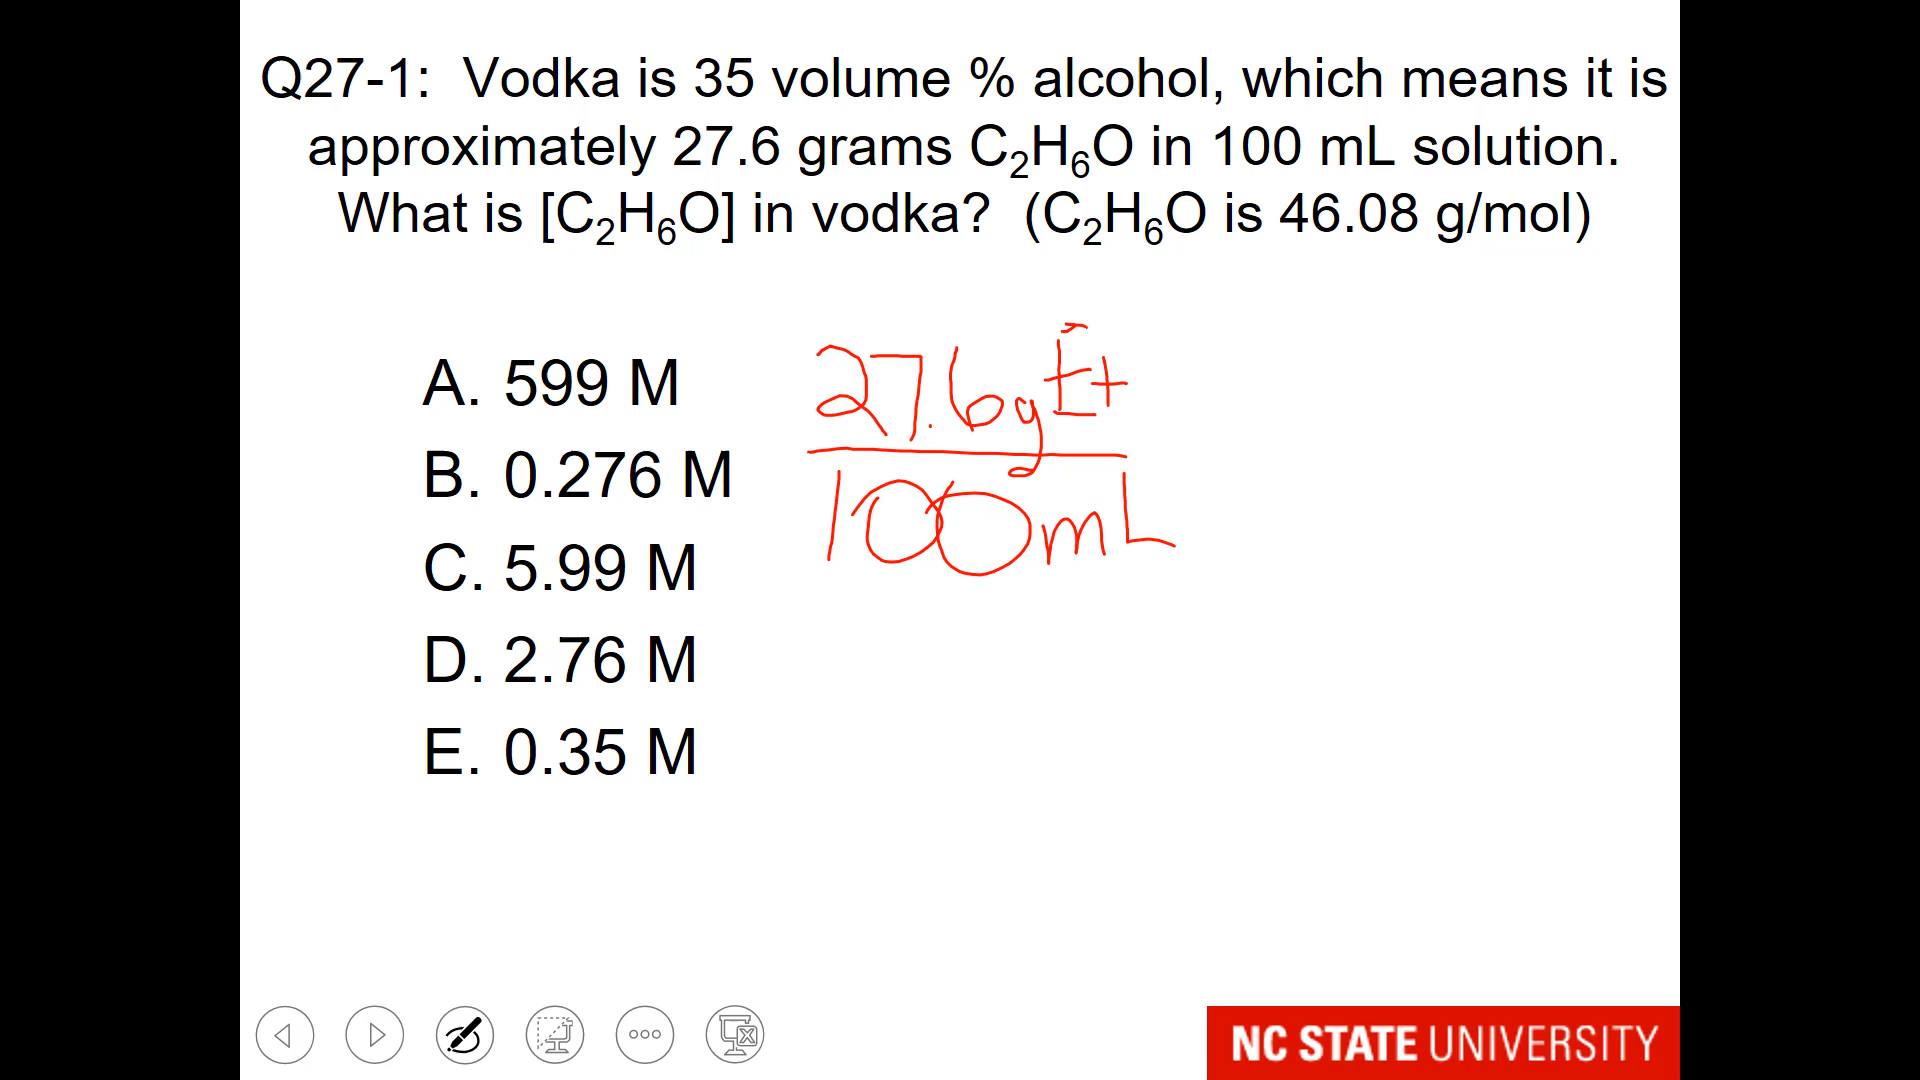 Q27-1: Vodka is 35 volume % alcohol, which means it is
approximately 27.6 grams C₂H₆O in 100 mL solution.
What is [C₂H₆O] in vodka? (C₂H₆O is 46.08 g/mol)
A. 599 M
B. 0.276 M
C. 5.99 M
D. 2.76 M
E. 0.35 M
27.6g Et
100mL
NC STATE UNIVERSITY